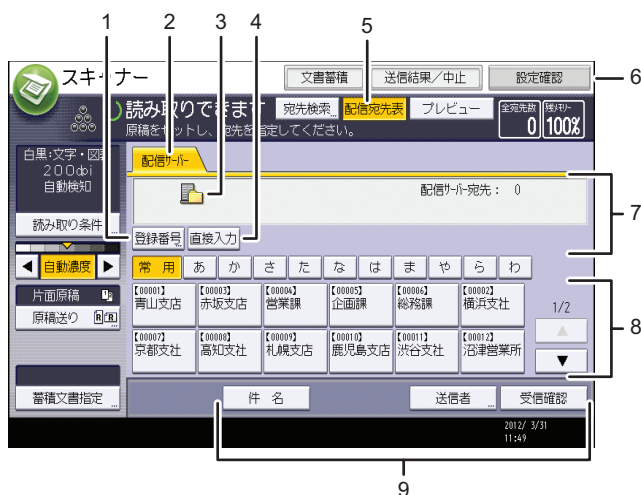 1 2 3 4 5
スキャナー 文書蓄積 送信結果／中止 設定確認 6
読み取りできます 宛先検索 配信宛先表 プレビュー 全宛先数 0 残メモリー 100%
原稿をセットし、宛先を指定してください。
白黒:文字・図表
200dpi
自動検知
読み取り条件
配信サーバー
配信サーバー宛先： 0
7
登録番号 直接入力
自動濃度
常用 あ か さ た な は ま や ら わ
片面原稿
原稿送り
【00001】 【00003】 【00004】 【00005】 【00006】 【00002】
青山支店 赤坂支店 営業課 企画課 総務課 横浜支社
1/2
8
【00007】 【00008】 【00009】 【00010】 【00011】 【00012】
京都支社 高知支社 札幌支店 鹿児島支店 渋谷支社 沼津営業所
蓄積文書指定 件名 送信者 受信確認
2012/ 3/31
11:49
9